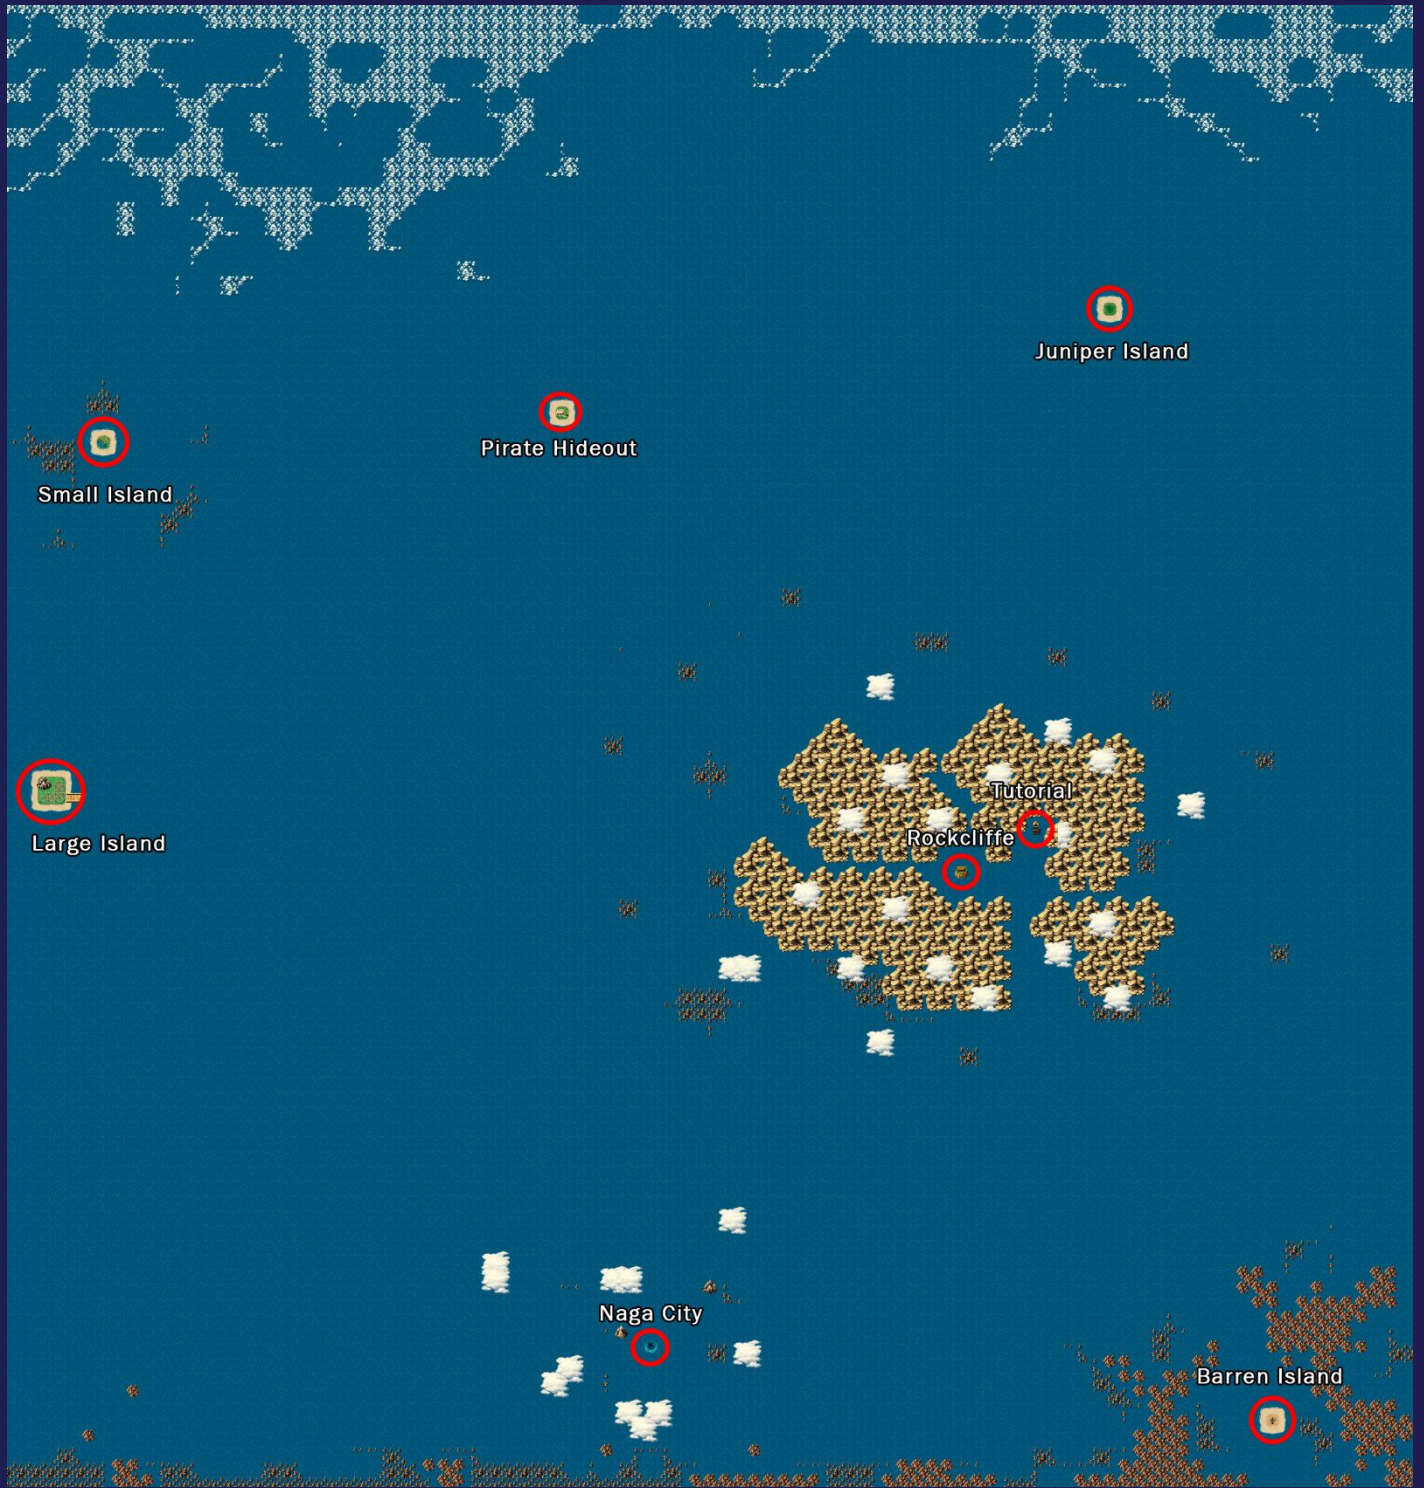 Juniper Island
Pirate Hideout
Small Island
Tutorial
Rockcliffe
Large Island
Naga City
Barren Island